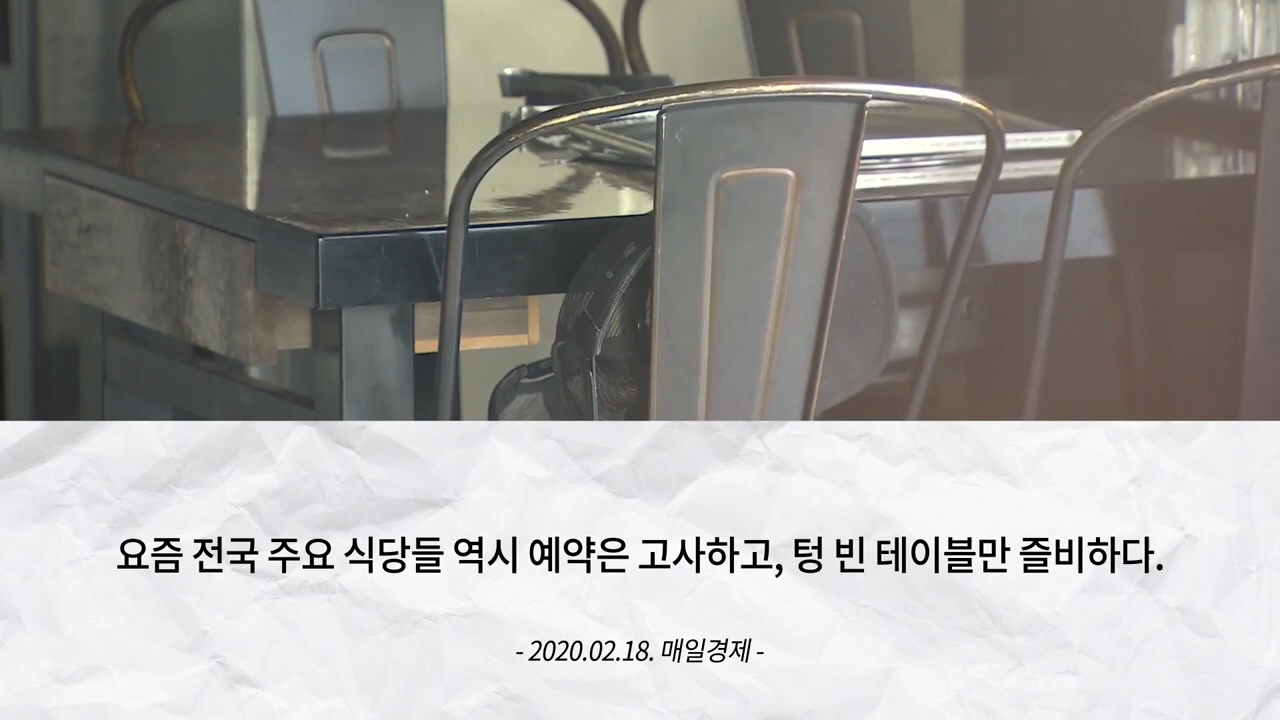 요즘 전국 주요 식당들 역시 예약은 고사하고, 텅 빈 테이블만 즐비하다.
- 2020.02.18. 매일경제 -